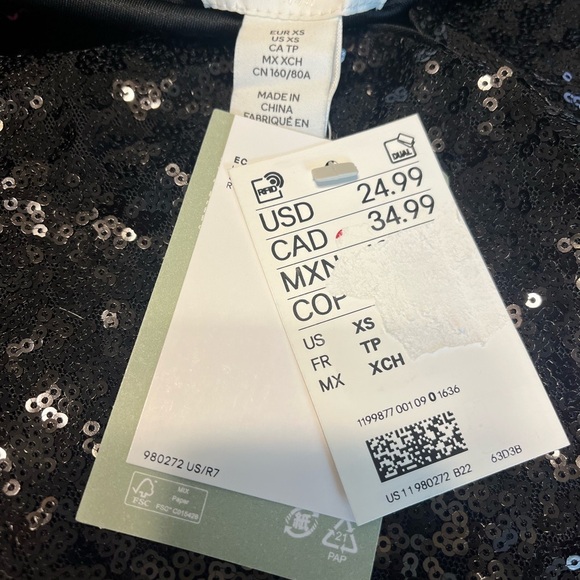 EUR XS
US XS
CA TP
MX XCH
CN 160/80A
MADE IN
CHINA
FABRIQUÉ EN
EC
R
RFID
DUAL
USD 24.99
CAD 34.99
MXN
COP
US XS
FR TP
MX XCH
1199877 001 09 0 1636
US 11 980272 B22 63D3B
980272 US/R7
FSC
MIX
Paper
21
PAP